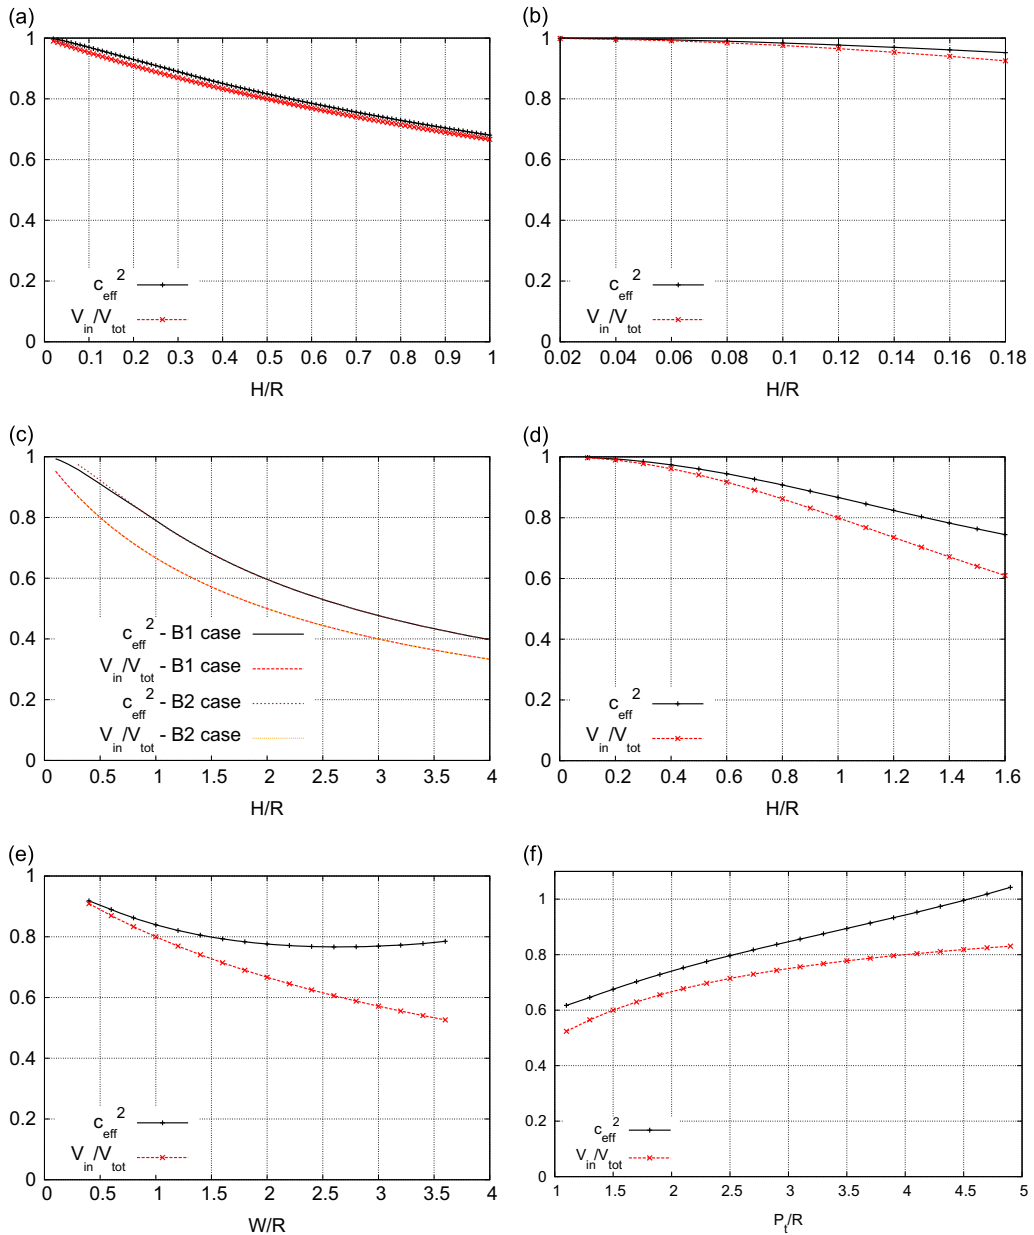 (a)
1
0.8
0.6
0.4
0.2
0
c_eff^2
V_in/V_tot
0 0.1 0.2 0.3 0.4 0.5 0.6 0.7 0.8 0.9 1
H/R
(b)
1
0.8
0.6
0.4
0.2
0
c_eff^2
V_in/V_tot
0.02 0.04 0.06 0.08 0.1 0.12 0.14 0.16 0.18
H/R
(c)
1
0.8
0.6
0.4
0.2
0
c_eff^2 - B1 case
V_in/V_tot - B1 case
c_eff^2 - B2 case
V_in/V_tot - B2 case
0 0.5 1 1.5 2 2.5 3 3.5 4
H/R
(d)
1
0.8
0.6
0.4
0.2
0
c_eff^2
V_in/V_tot
0 0.2 0.4 0.6 0.8 1 1.2 1.4 1.6
H/R
(e)
1
0.8
0.6
0.4
0.2
0
c_eff^2
V_in/V_tot
0 0.5 1 1.5 2 2.5 3 3.5 4
W/R
(f)
1
0.8
0.6
0.4
0.2
0
c_eff^2
V_in/V_tot
1 1.5 2 2.5 3 3.5 4 4.5 5
P_t/R